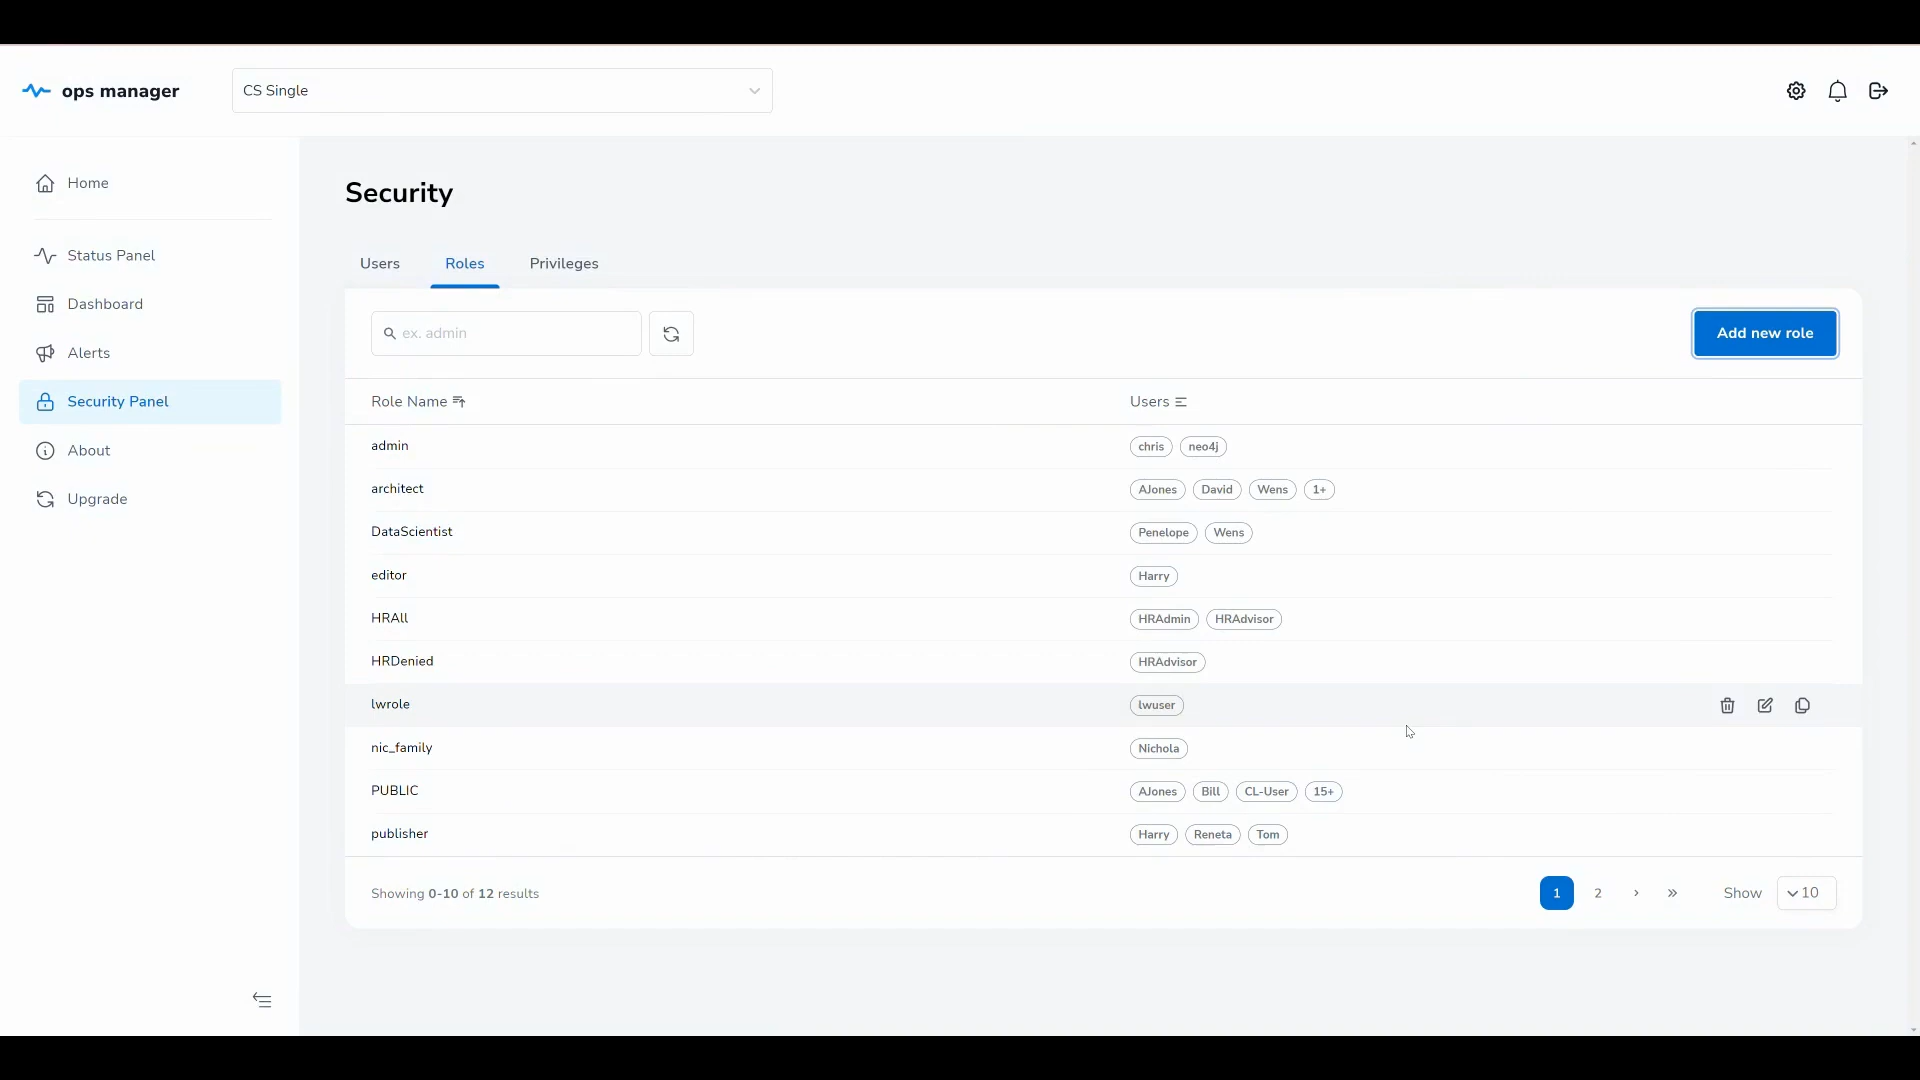 ops manager
CS Single
Home
Status Panel
Dashboard
Alerts
Security Panel
About
Upgrade
Security
Users Roles Privileges
ex. admin
Add new role
Role Name Users
admin chris neo4j
architect AJones David Wens 1+
DataScientist Penelope Wens
editor Harry
HRAll HRAdmin HRAdvisor
HRDenied HRAdvisor
lwrole lwuser
nic_family Nichola
PUBLIC AJones Bill CL-User 15+
publisher Harry Reneta Tom
Showing 0-10 of 12 results
1 2 › » Show 10